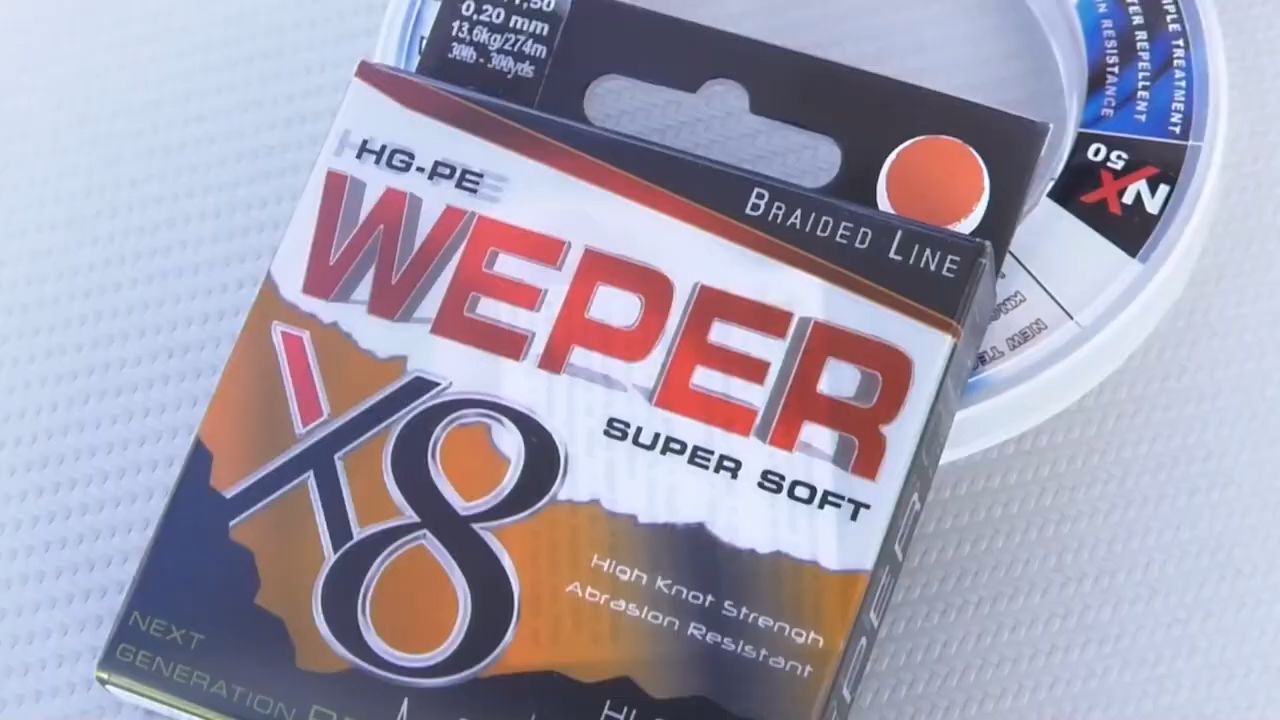 0,20 mm
13,6kg/274m
30lb - 300yds
BRAIDED LINE
HG-PE
WEPER
X8
SUPER SOFT
High Knot Strengh
Abrasion Resistant
NEXT
GENERATION
TREATMENT
REPELLENT
RESISTANCE
NX
50
NEW